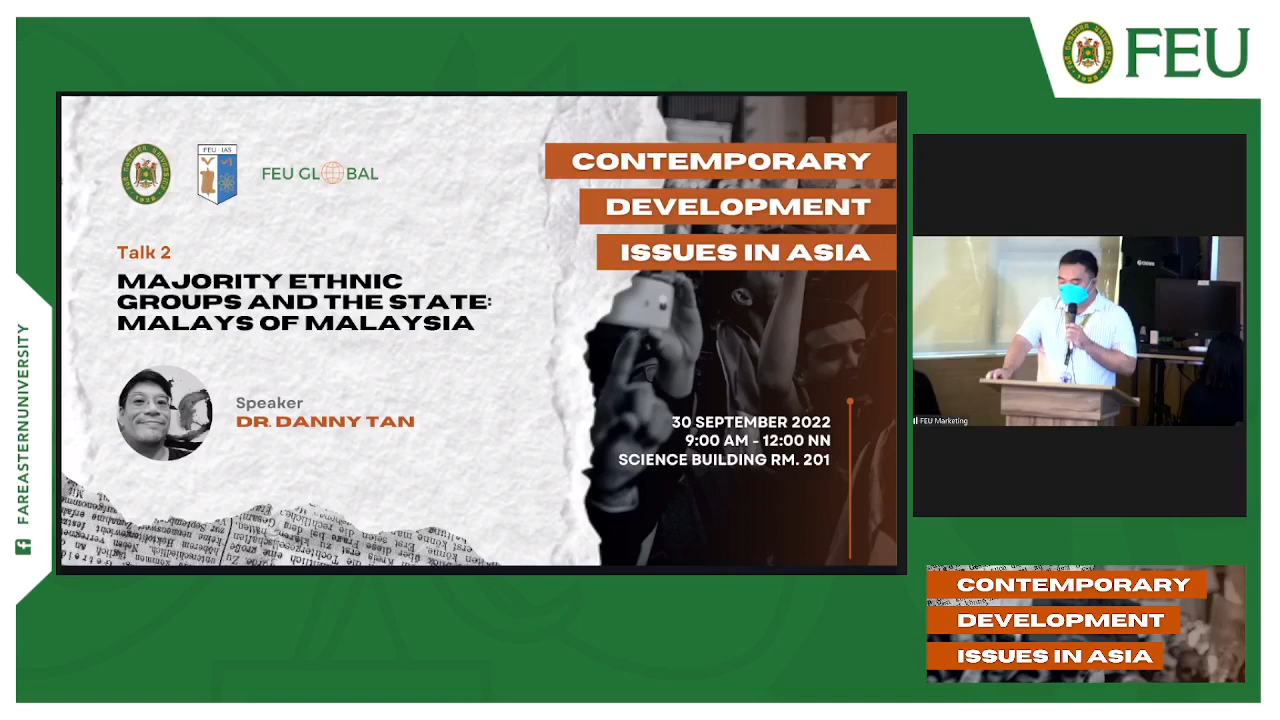 FEU
FAREASTERNUNIVERSITY
FEU - IAS
FEU GLOBAL
Talk 2
MAJORITY ETHNIC
GROUPS AND THE STATE:
MALAYS OF MALAYSIA
Speaker
DR. DANNY TAN
CONTEMPORARY
DEVELOPMENT
ISSUES IN ASIA
30 SEPTEMBER 2022
9:00 AM - 12:00 NN
SCIENCE BUILDING RM. 201
FEU Marketing
CONTEMPORARY
DEVELOPMENT
ISSUES IN ASIA